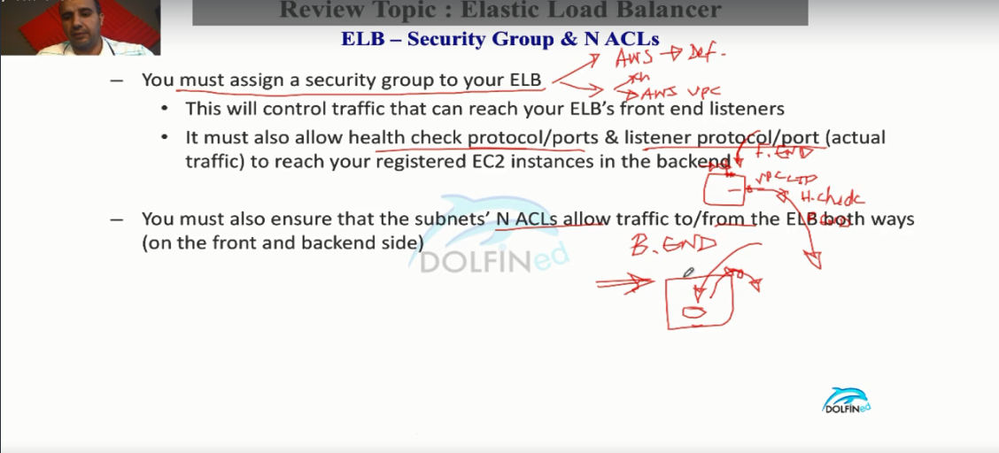 Review Topic : Elastic Load Balancer
ELB – Security Group & N ACLs
AWS → Def.
– You must assign a security group to your ELB
AWS VPC
• This will control traffic that can reach your ELB's front end listeners
• It must also allow health check protocol/ports & listener protocol/port (actual
traffic) to reach your registered EC2 instances in the backend
F. END
H. check
– You must also ensure that the subnets' N ACLs allow traffic to/from the ELB both ways
(on the front and backend side)
B. END
DOLFINed
DOLFINed